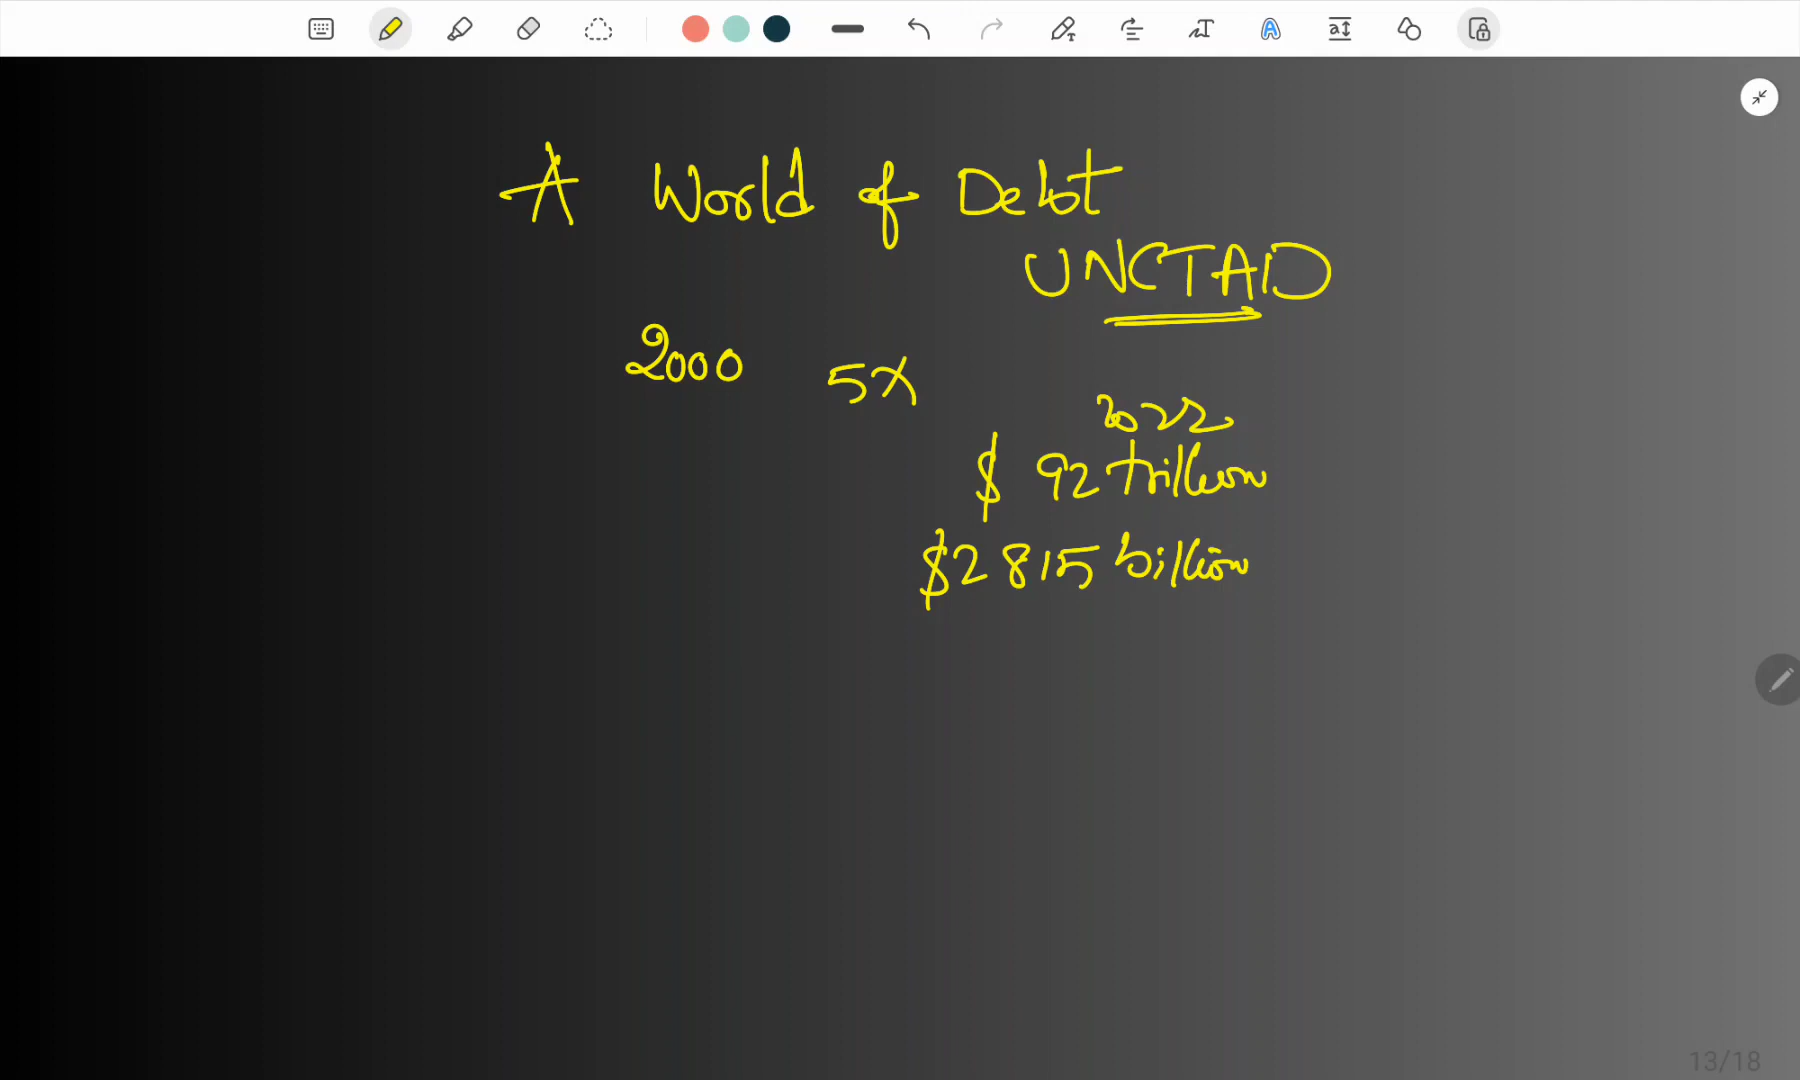 A World of Debt
UNCTAD
2000 5X
2022
$ 92 trillion
$2815 billion
13/18